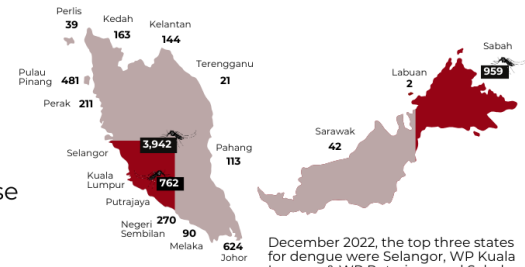 Perlis
39
Kedah
163
Kelantan
144
Terengganu
21
Pulau
Pinang 481
Perak 211
3,942
Selangor
Pahang
113
Kuala
Lumpur
762
Putrajaya
se
Negeri
Sembilan
270
90
Melaka
624
Johor
Sabah
959
Labuan
2
Sarawak
42
December 2022, the top three states
for dengue were Selangor, WP Kuala